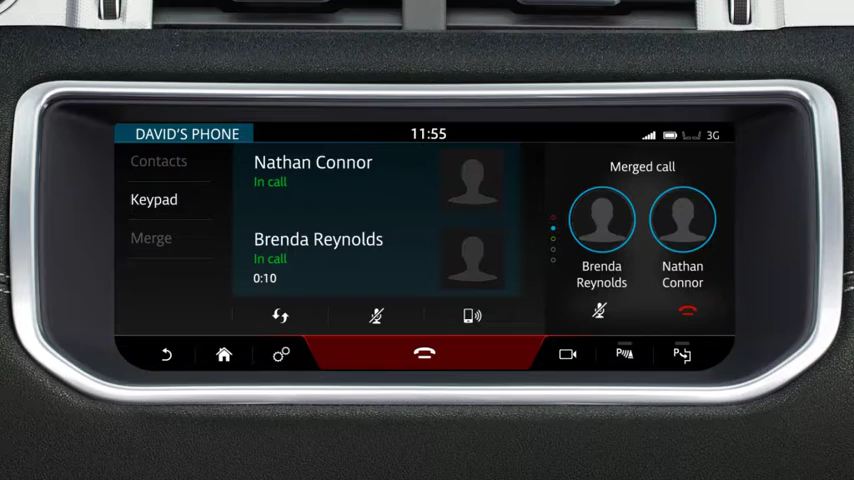 DAVID'S PHONE
11:55
3G
Contacts
Keypad
Merge
Nathan Connor
In call
Brenda Reynolds
In call
0:10
Merged call
Brenda
Reynolds
Nathan
Connor
P
P